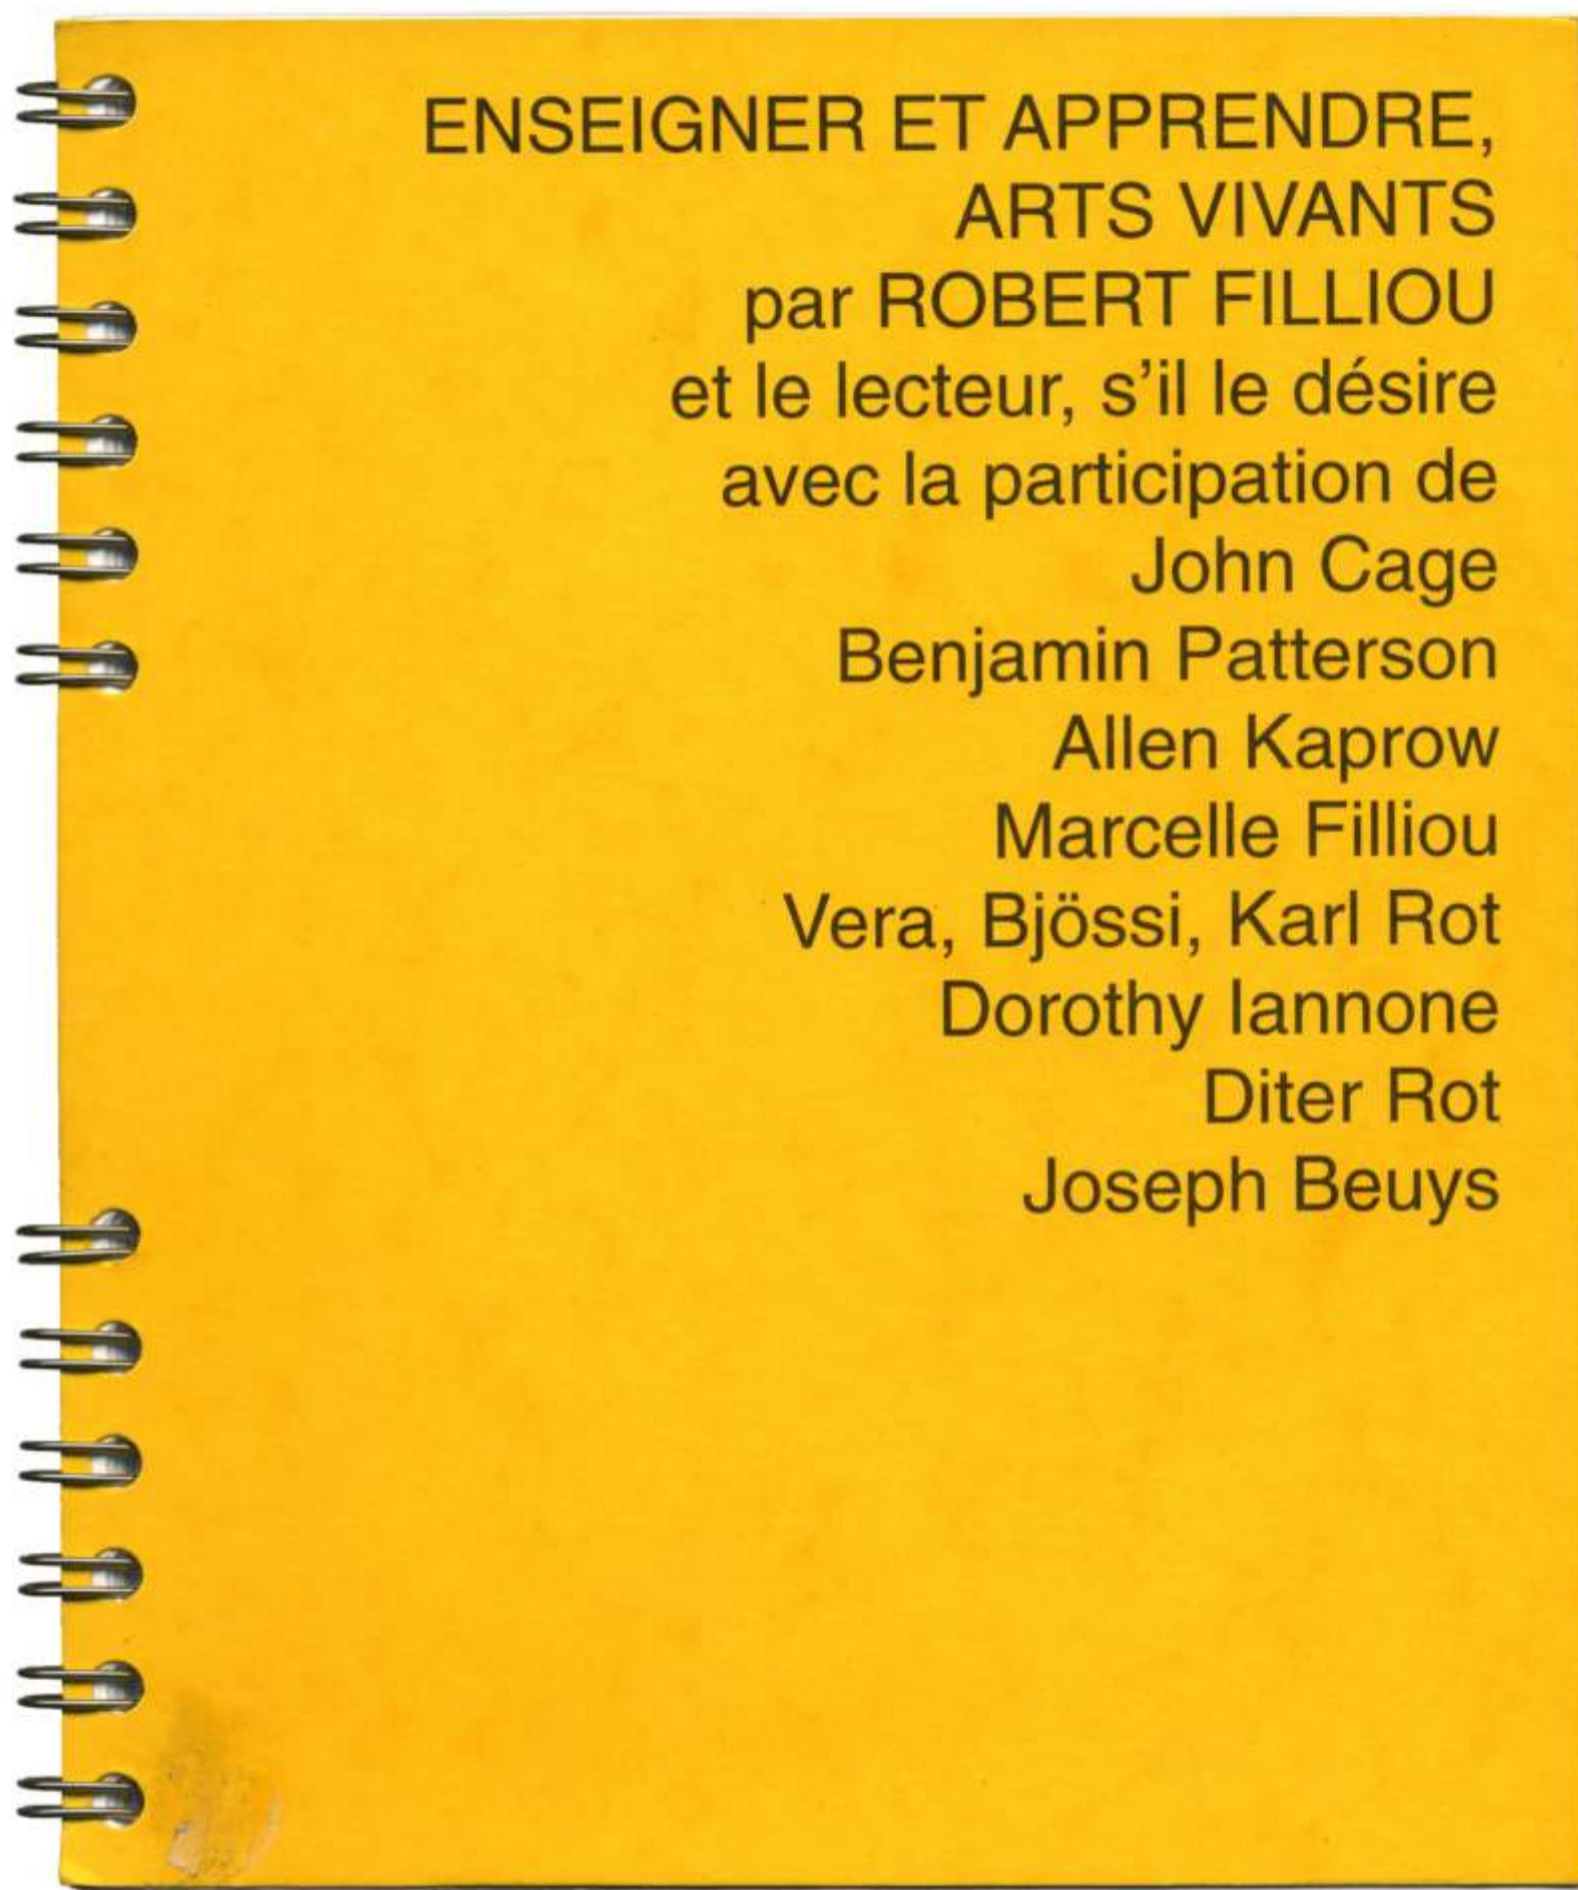 ENSEIGNER ET APPRENDRE,
ARTS VIVANTS
par ROBERT FILLIOU
et le lecteur, s'il le désire
avec la participation de
John Cage
Benjamin Patterson
Allen Kaprow
Marcelle Filliou
Vera, Bjössi, Karl Rot
Dorothy Iannone
Diter Rot
Joseph Beuys